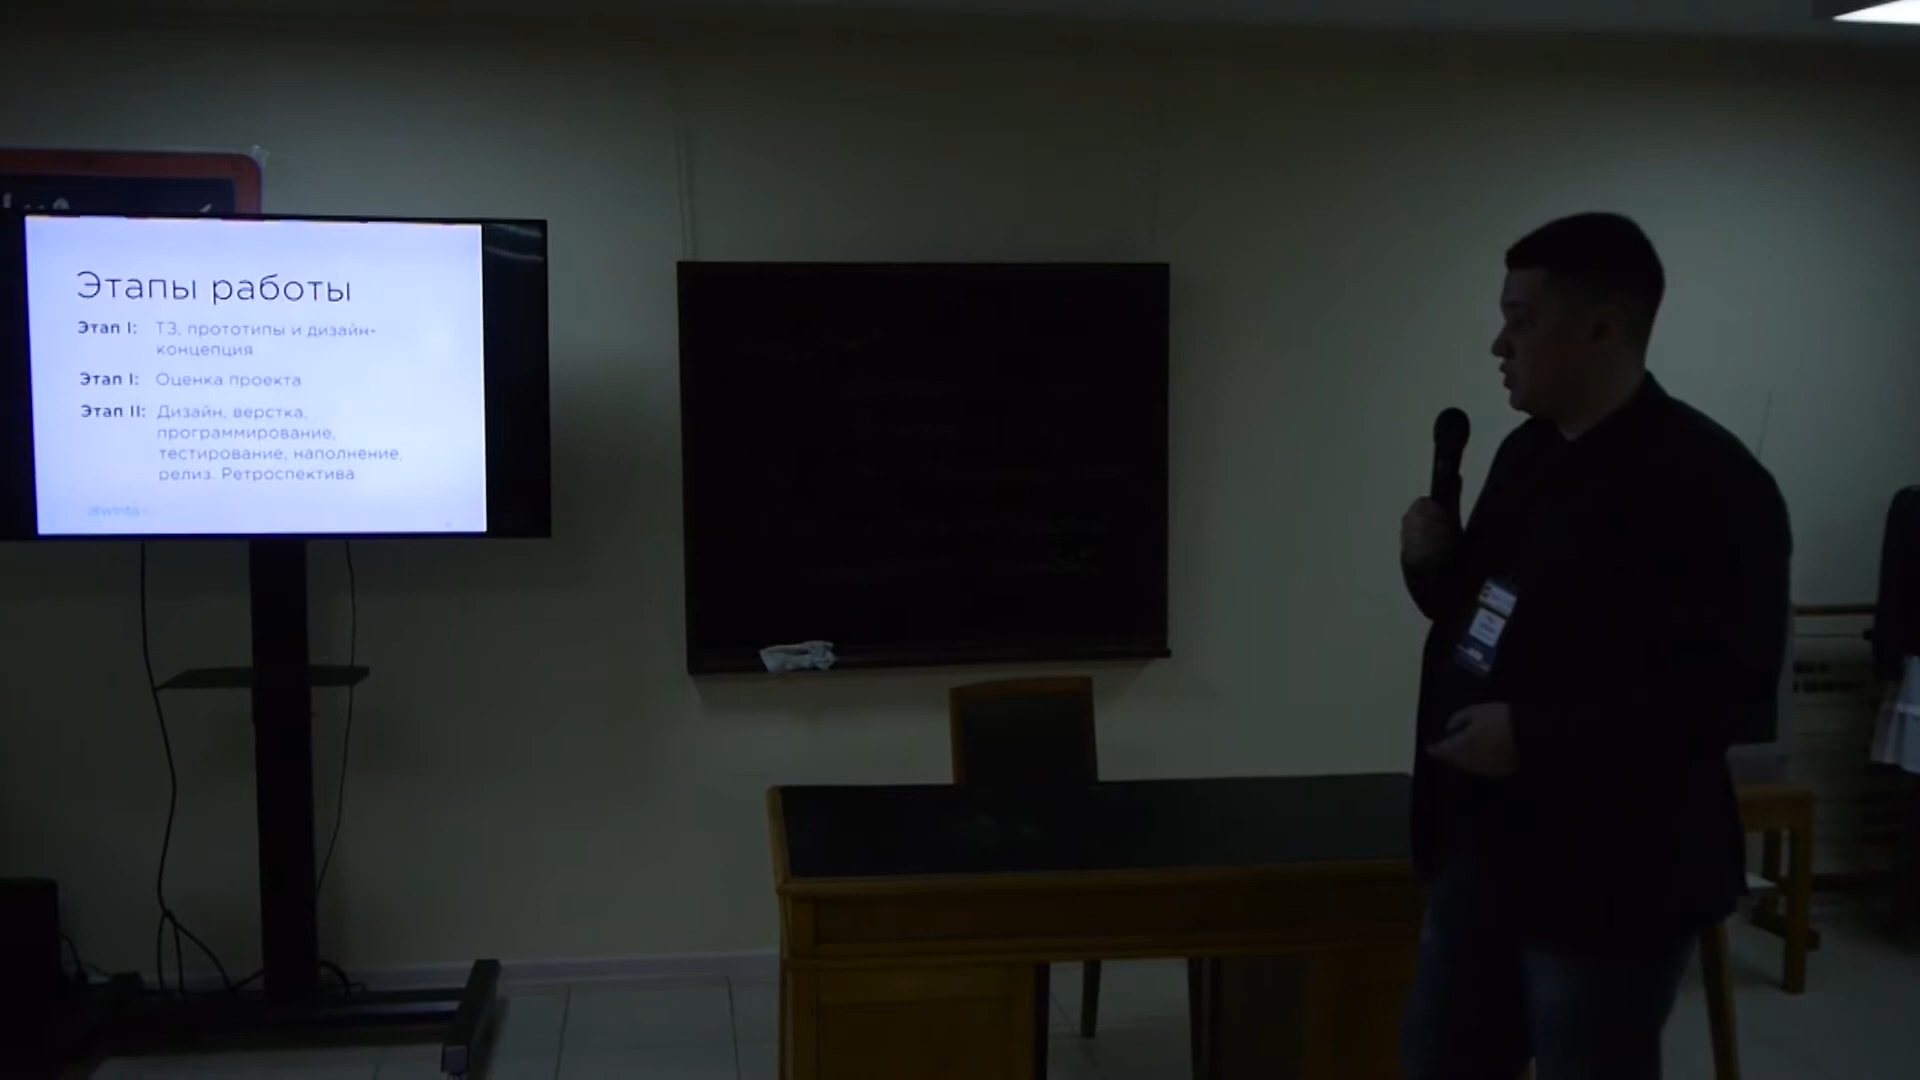 Этапы работы
Этап I: ТЗ, прототипы и дизайн-
концепция
Этап I: Оценка проекта
Этап II: Дизайн, верстка,
программирование,
тестирование, наполнение,
релиз. Ретроспектива
atwinta